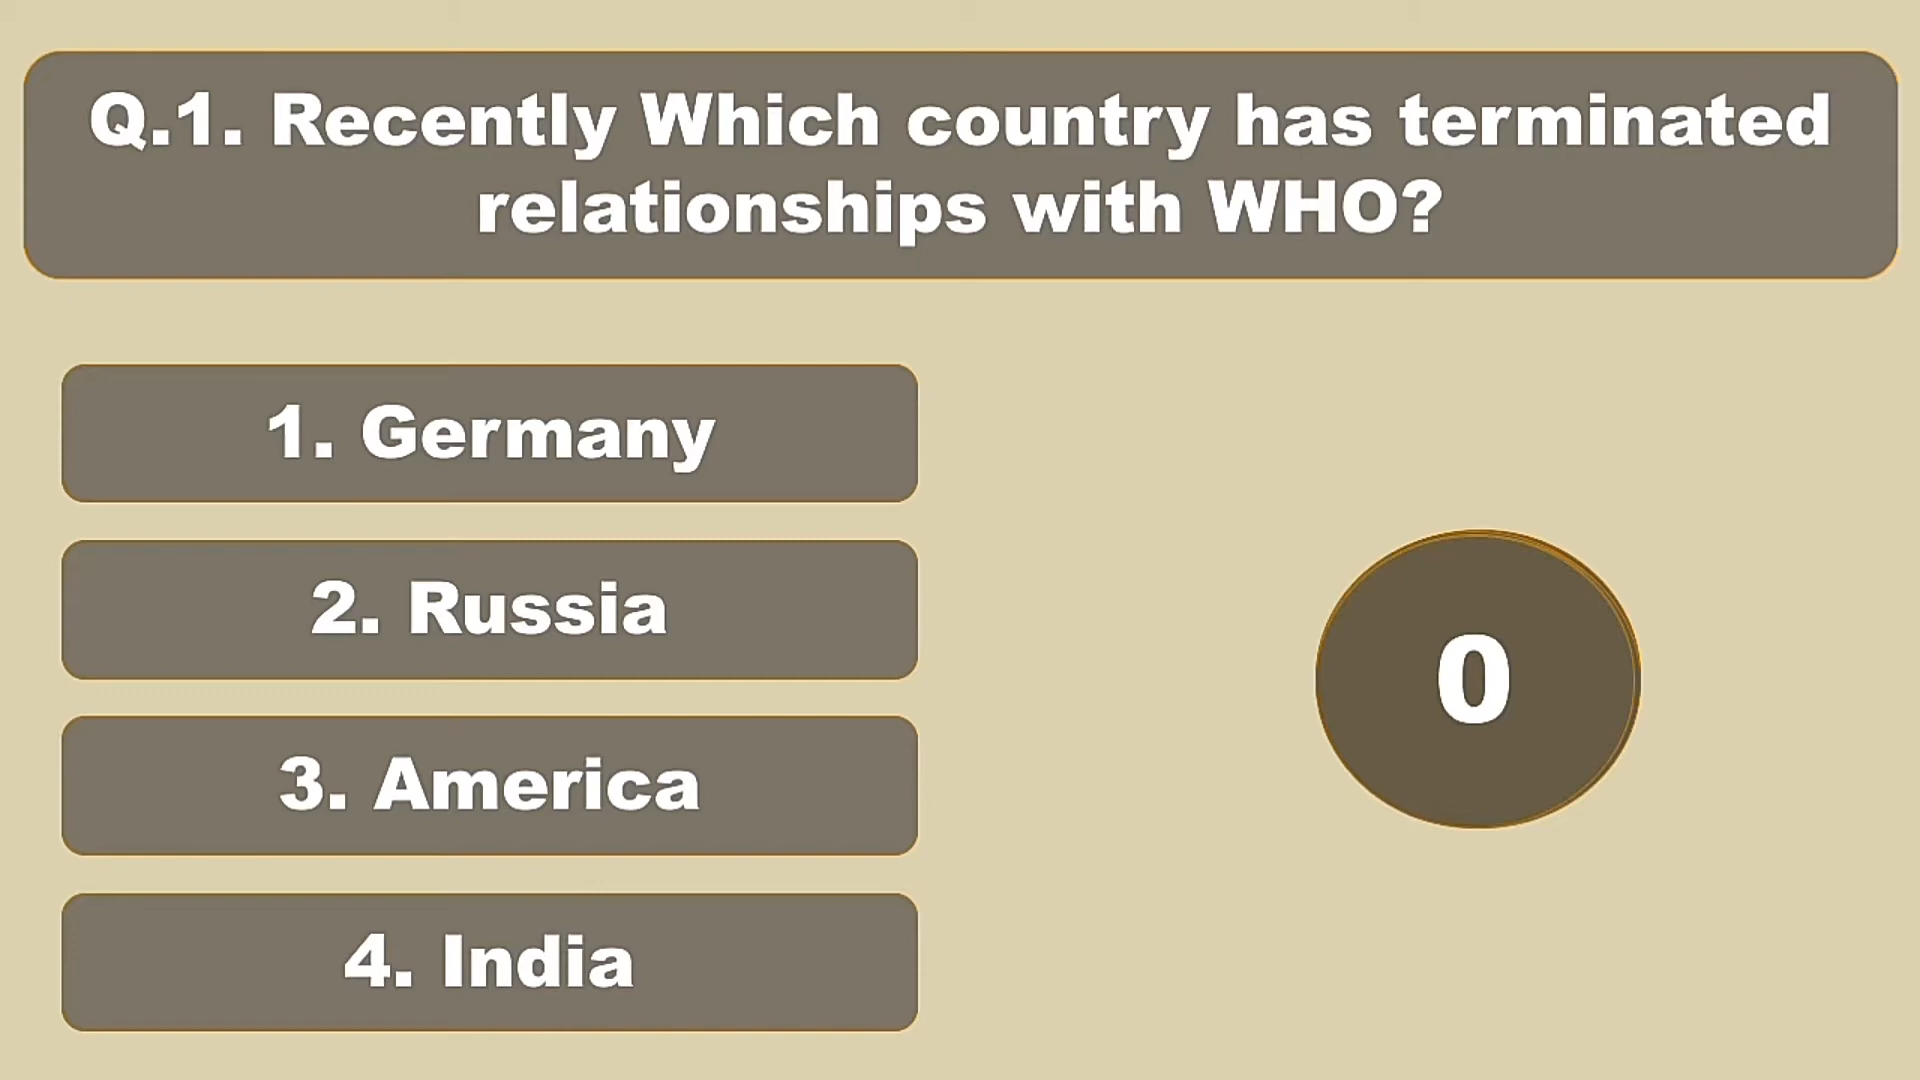 Q.1. Recently Which country has terminated
relationships with WHO?
1. Germany
2. Russia
3. America
4. India
0